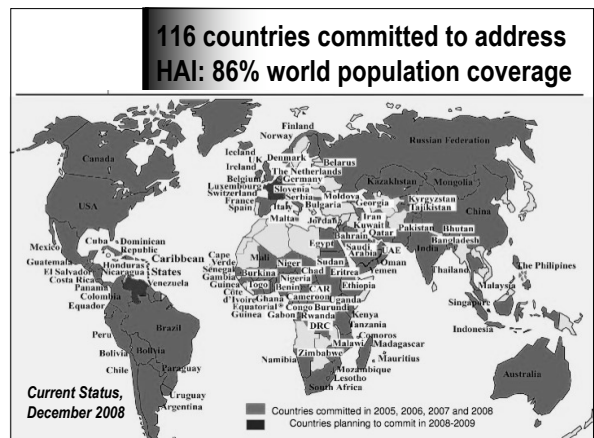 116 countries committed to address
HAI: 86% world population coverage
Finland
Norway
Russian Federation
Iceland
UK
Denmark
Belarus
Ireland
The Netherlands
Canada
Belgium
Germany
Luxembourg
Slovenia
Moldova
Kazakhstan
Mongolia
Switzerland
Serbia
Georgia
Kyrgyzstan
France
Italy
Bulgaria
Tajikistan
USA
Spain
Iran
China
Malta
Jordan
Kuwait
Pakistan
Bhutan
Bahrain
Qatar
Mexico
Cuba
Dominican
Republic
Egypt
Saudi
Arabia
UAE
India
Bangladesh
Guatemala
Honduras
Caribbean
States
Cape
Verde
Mali
Niger
Sudan
Oman
Yemen
Thailand
The Philippines
El Salvador
Nicaragua
Sénégal
Burkina
Chad
Eritrea
Costa Rica
Venezuela
Gambia
Nigeria
Ethiopia
Malaysia
Panama
Guinea
Togo
Benin
CAR
Colombia
Côte
d'Ivoire
Ghana
Cameroon
Uganda
Singapore
Equador
Equatorial
Guinea
Congo
Burundi
Kenya
Gabon
Rwanda
Tanzania
Indonesia
Brazil
DRC
Comoros
Peru
Malawi
Madagascar
Bolivia
Bolivia
Zimbabwe
Mauritius
Chile
Paraguay
Namibia
Mozambique
Australia
Lesotho
Uruguay
South Africa
Argentina
Current Status,
December 2008
Countries committed in 2005, 2006, 2007 and 2008
Countries planning to commit in 2008-2009